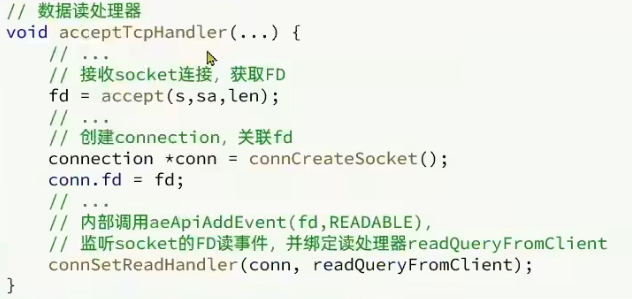 // 数据读处理器
void acceptTcpHandler(...) {
// ...
// 接收socket连接，获取FD
fd = accept(s,sa,len);
// ...
// 创建connection，关联fd
connection *conn = connCreateSocket();
conn.fd = fd;
// ...
// 内部调用aeApiAddEvent(fd,READABLE)，
// 监听socket的FD读事件，并绑定读处理器readQueryFromClient
connSetReadHandler(conn, readQueryFromClient);
}